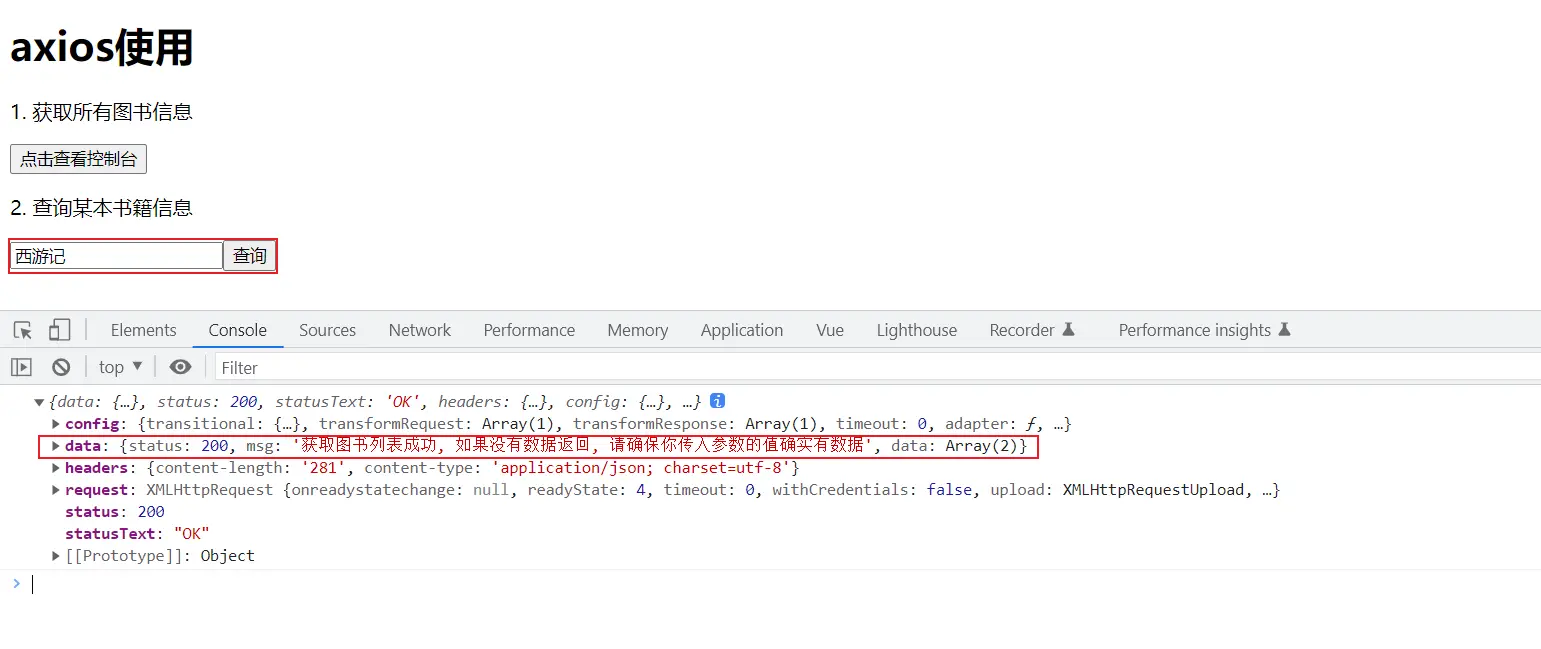 axios使用
1. 获取所有图书信息
点击查看控制台
2. 查询某本书籍信息
西游记 查询
Elements Console Sources Network Performance Memory Application Vue Lighthouse Recorder Performance insights
top ▼ Filter
▼{data: {…}, status: 200, statusText: 'OK', headers: {…}, config: {…}, …} i
▶config: {transitional: {…}, transformRequest: Array(1), transformResponse: Array(1), timeout: 0, adapter: ƒ, …}
▶data: {status: 200, msg: '获取图书列表成功, 如果没有数据返回, 请确保你传入参数的值确实有数据', data: Array(2)}
▶headers: {content-length: '281', content-type: 'application/json; charset=utf-8'}
▶request: XMLHttpRequest {onreadystatechange: null, readyState: 4, timeout: 0, withCredentials: false, upload: XMLHttpRequestUpload, …}
status: 200
statusText: "OK"
▶[[Prototype]]: Object
>